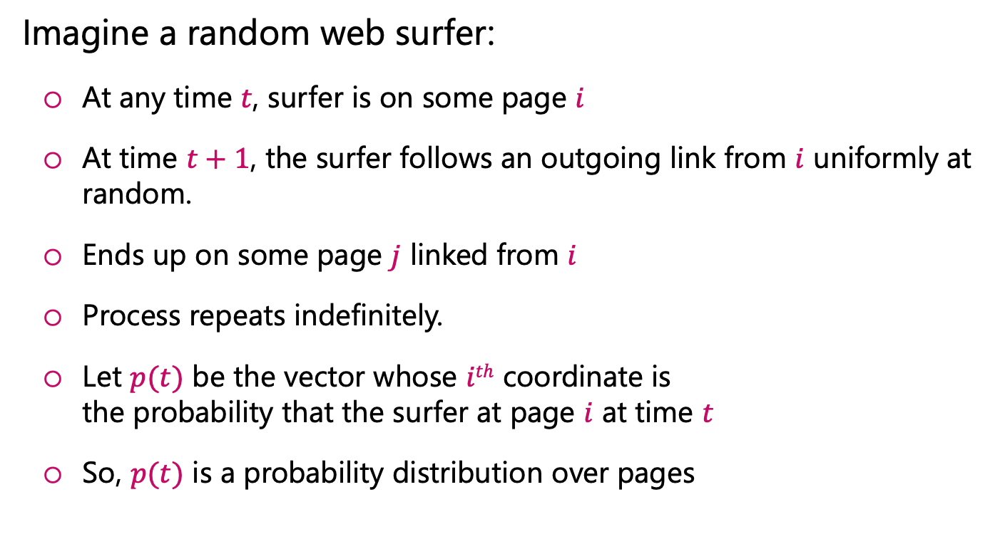 Imagine a random web surfer:
○ At any time t, surfer is on some page i
○ At time t + 1, the surfer follows an outgoing link from i uniformly at
random.
○ Ends up on some page j linked from i
○ Process repeats indefinitely.
○ Let p(t) be the vector whose iᵗʰ coordinate is
the probability that the surfer at page i at time t
○ So, p(t) is a probability distribution over pages